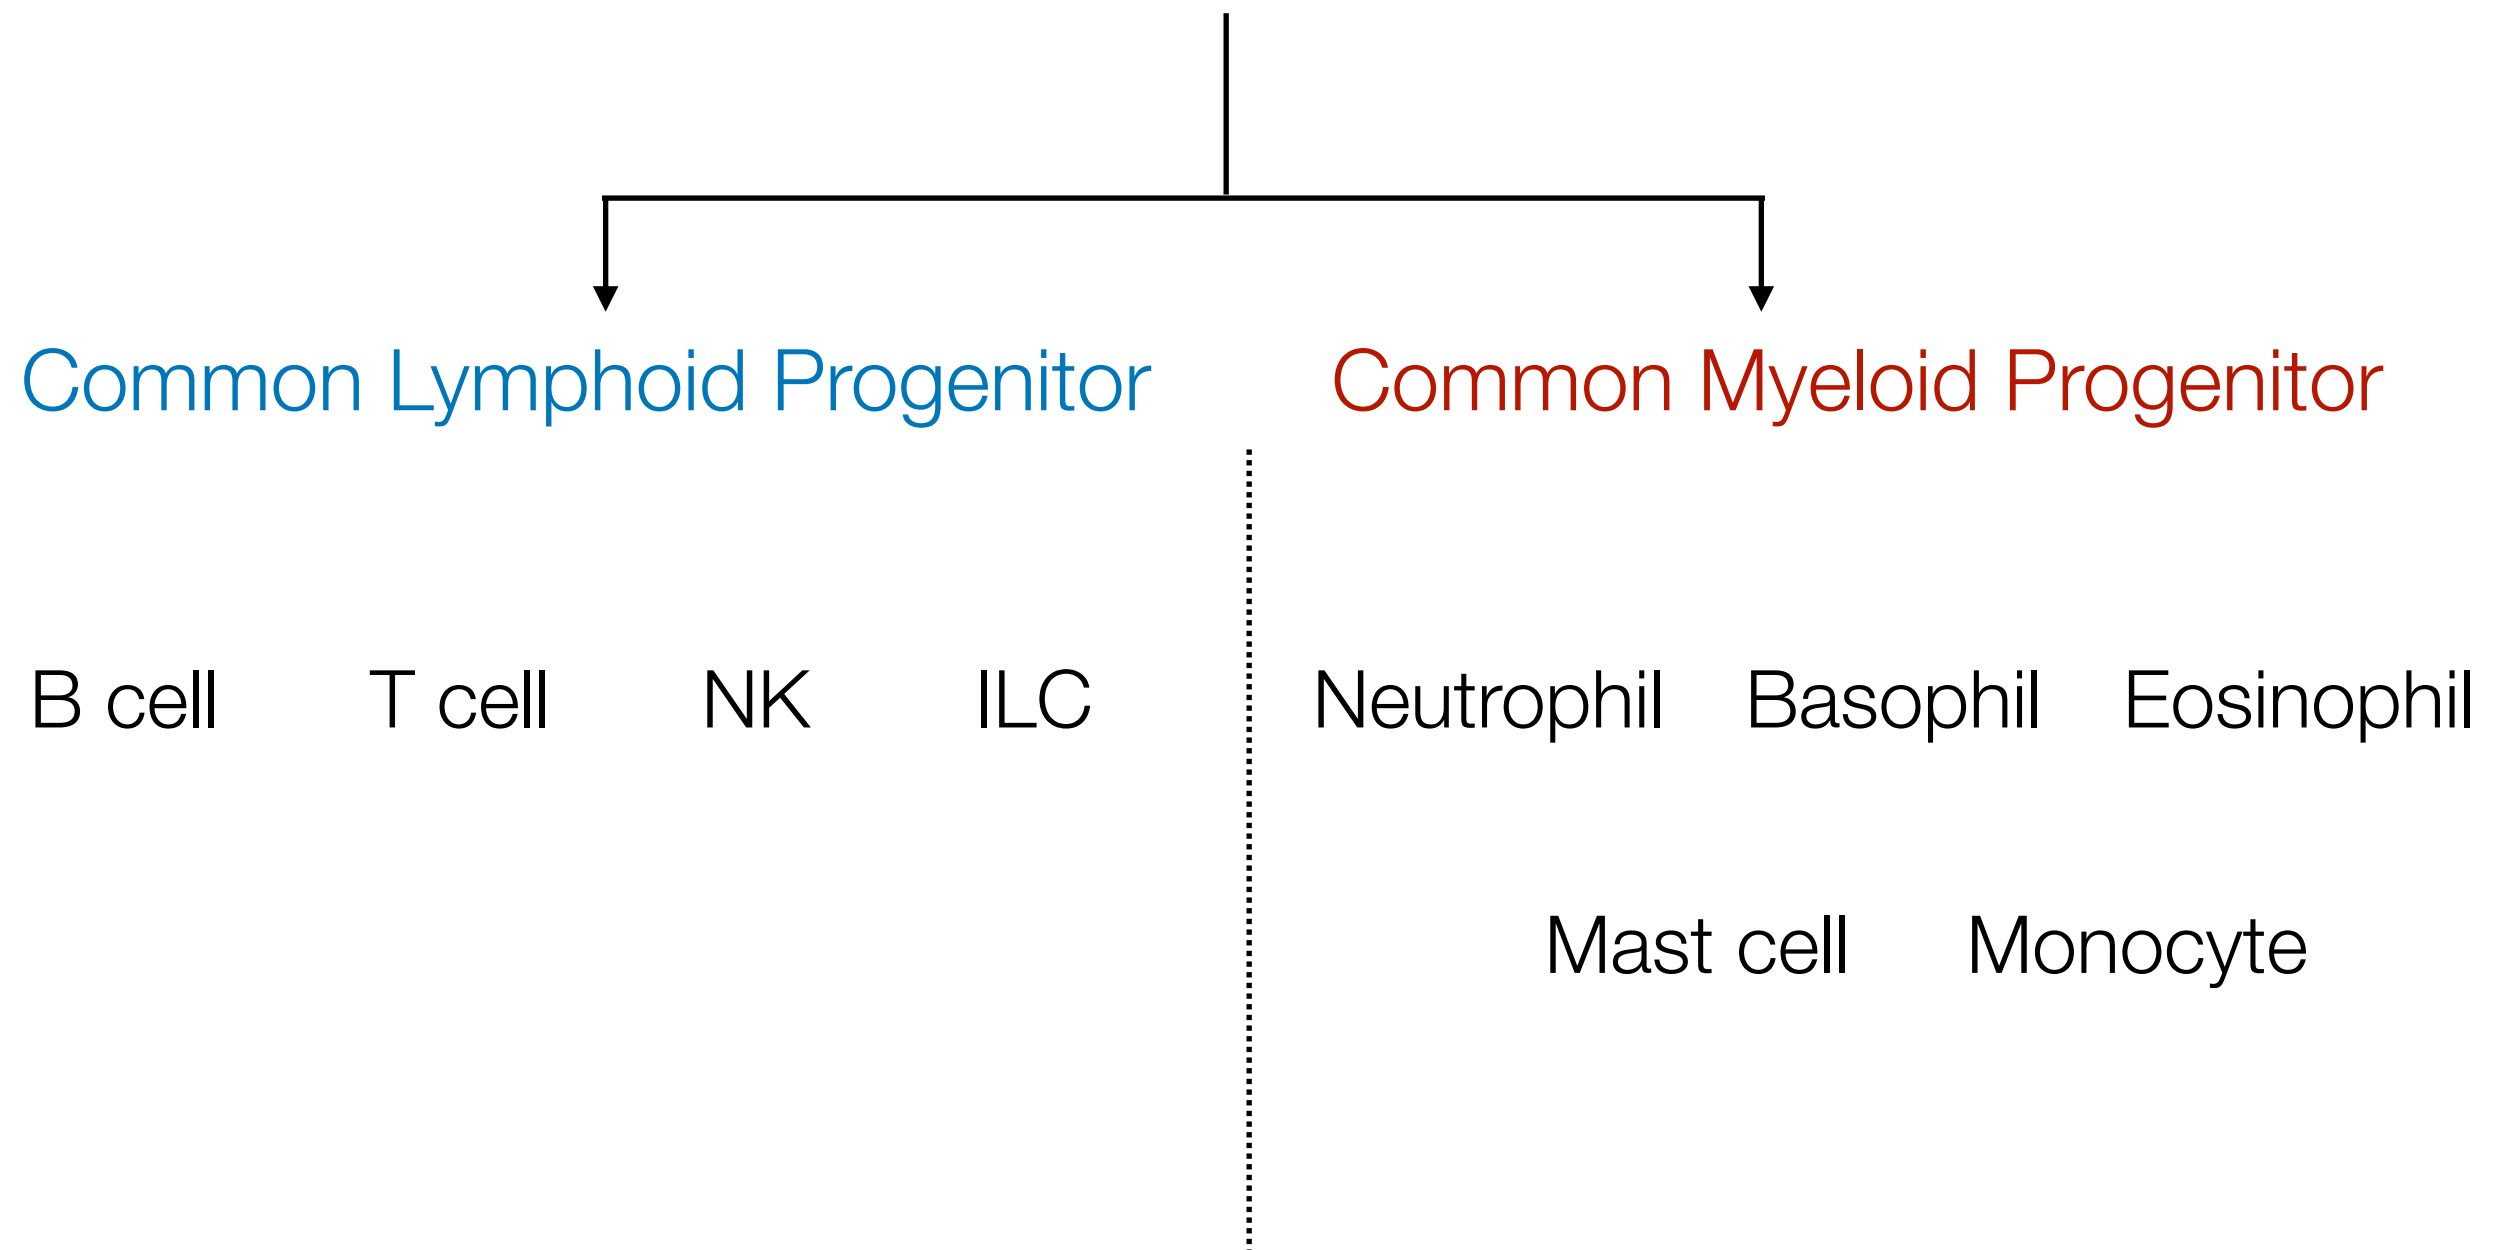 Common Lymphoid Progenitor
Common Myeloid Progenitor
B cell T cell NK ILC
Neutrophil Basophil Eosinophil
Mast cell Monocyte